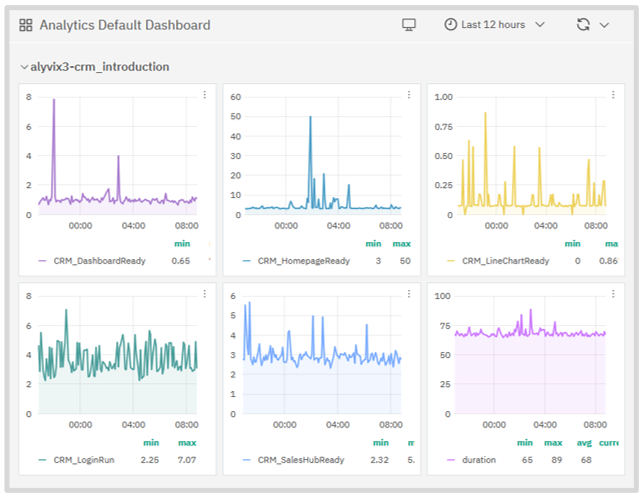 Analytics Default Dashboard Last 12 hours
alyvix3-crm_introduction
8
6
4
2
0
00:00 04:00 08:00
min
CRM_DashboardReady 0.65
60
50
40
30
20
10
0
00:00 04:00 08:00
min max
CRM_HomepageReady 3 50
1.00
0.75
0.50
0.25
0
00:00 04:00 08:00
min ma
CRM_LineChartReady 0 0.86
8
6
4
2
0
00:00 04:00 08:00
min max
CRM_LoginRun 2.25 7.07
6
5
4
3
2
1
0
00:00 04:00 08:00
min m
CRM_SalesHubReady 2.32 5.
100
75
50
25
0
00:00 04:00 08:00
min max avg curre
duration 65 89 68